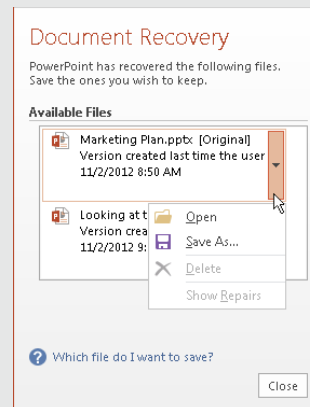 Document Recovery
PowerPoint has recovered the following files.
Save the ones you wish to keep.
Available Files
Marketing Plan.pptx [Original]
Version created last time the user
11/2/2012 8:50 AM
Looking at t
Version crea
11/2/2012 9:
Open
Save As...
Delete
Show Repairs
Which file do I want to save?
Close